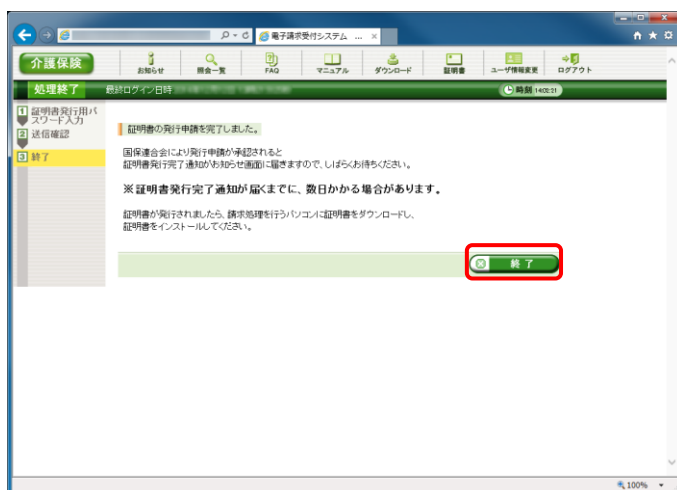 電子請求受付システム ...
介護保険
お知らせ
照会一覧
FAQ
マニュアル
ダウンロード
証明書
ユーザ情報変更
ログアウト
処理終了
最終ログイン日時
時刻
1 証明書発行用パ
スワード入力
2 送信確認
3 終了
証明書の発行申請を完了しました。
国保連合会により発行申請が承認されると
証明書発行完了通知がお知らせ画面に届きますので、しばらくお待ちください。
※証明書発行完了通知が届くまでに、数日かかる場合があります。
証明書が発行されましたら、請求処理を行うパソコンに証明書をダウンロードし、
証明書をインストールしてください。
終了
100%